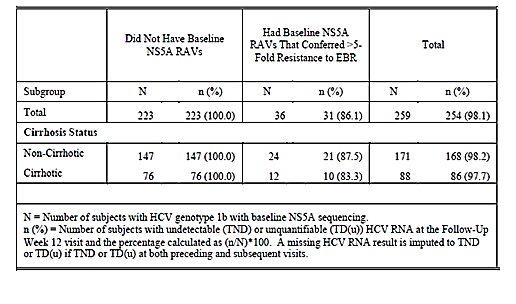 Did Not Have Baseline NS5A RAVs
Had Baseline NS5A RAVs That Conferred >5-Fold Resistance to EBR
Total
Subgroup N n (%) N n (%) N n (%)
Total 223 223 (100.0) 36 31 (86.1) 259 254 (98.1)
Cirrhosis Status
Non-Cirrhotic 147 147 (100.0) 24 21 (87.5) 171 168 (98.2)
Cirrhotic 76 76 (100.0) 12 10 (83.3) 88 86 (97.7)
N = Number of subjects with HCV genotype 1b with baseline NS5A sequencing.
n (%) = Number of subjects with undetectable (TND) or unquantifiable (TD(u)) HCV RNA at the Follow-Up
Week 12 visit and the percentage calculated as (n/N)*100. A missing HCV RNA result is imputed to TND
or TD(u) if TND or TD(u) at both preceding and subsequent visits.